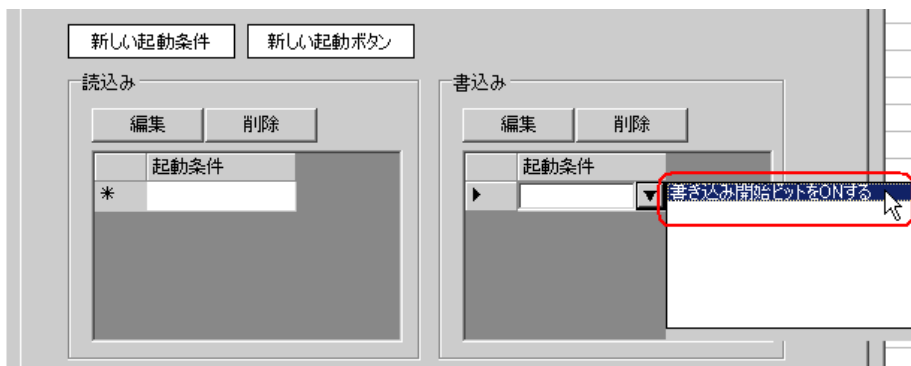 新しい起動条件
新しい起動ボタン
読込み
編集
削除
起動条件
*
書込み
編集
削除
起動条件
書き込み開始ビットをONする